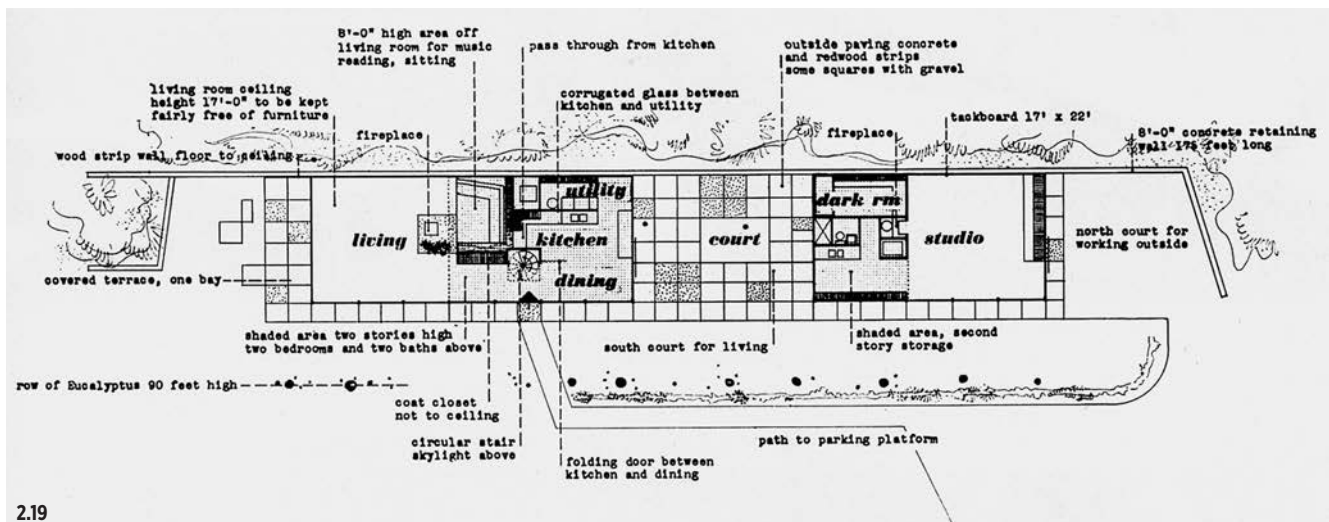 8'-0" high area off
living room for music
reading, sitting
pass through from kitchen
outside paving concrete
and redwood strips
some squares with gravel
living room ceiling
height 17'-0" to be kept
fairly free of furniture
corrugated glass between
kitchen and utility
fireplace
fireplace
tackboard 17' x 22'
8'-0" concrete retaining
wall 175 feet long
wood strip wall floor to ceiling
utility
dark rm
living
kitchen
court
studio
north court for
working outside
dining
covered terrace, one bay
shaded area two stories high
two bedrooms and two baths above
south court for living
shaded area, second
story storage
row of Eucalyptus 90 feet high
coat closet
not to ceiling
circular stair
skylight above
folding door between
kitchen and dining
path to parking platform
2.19